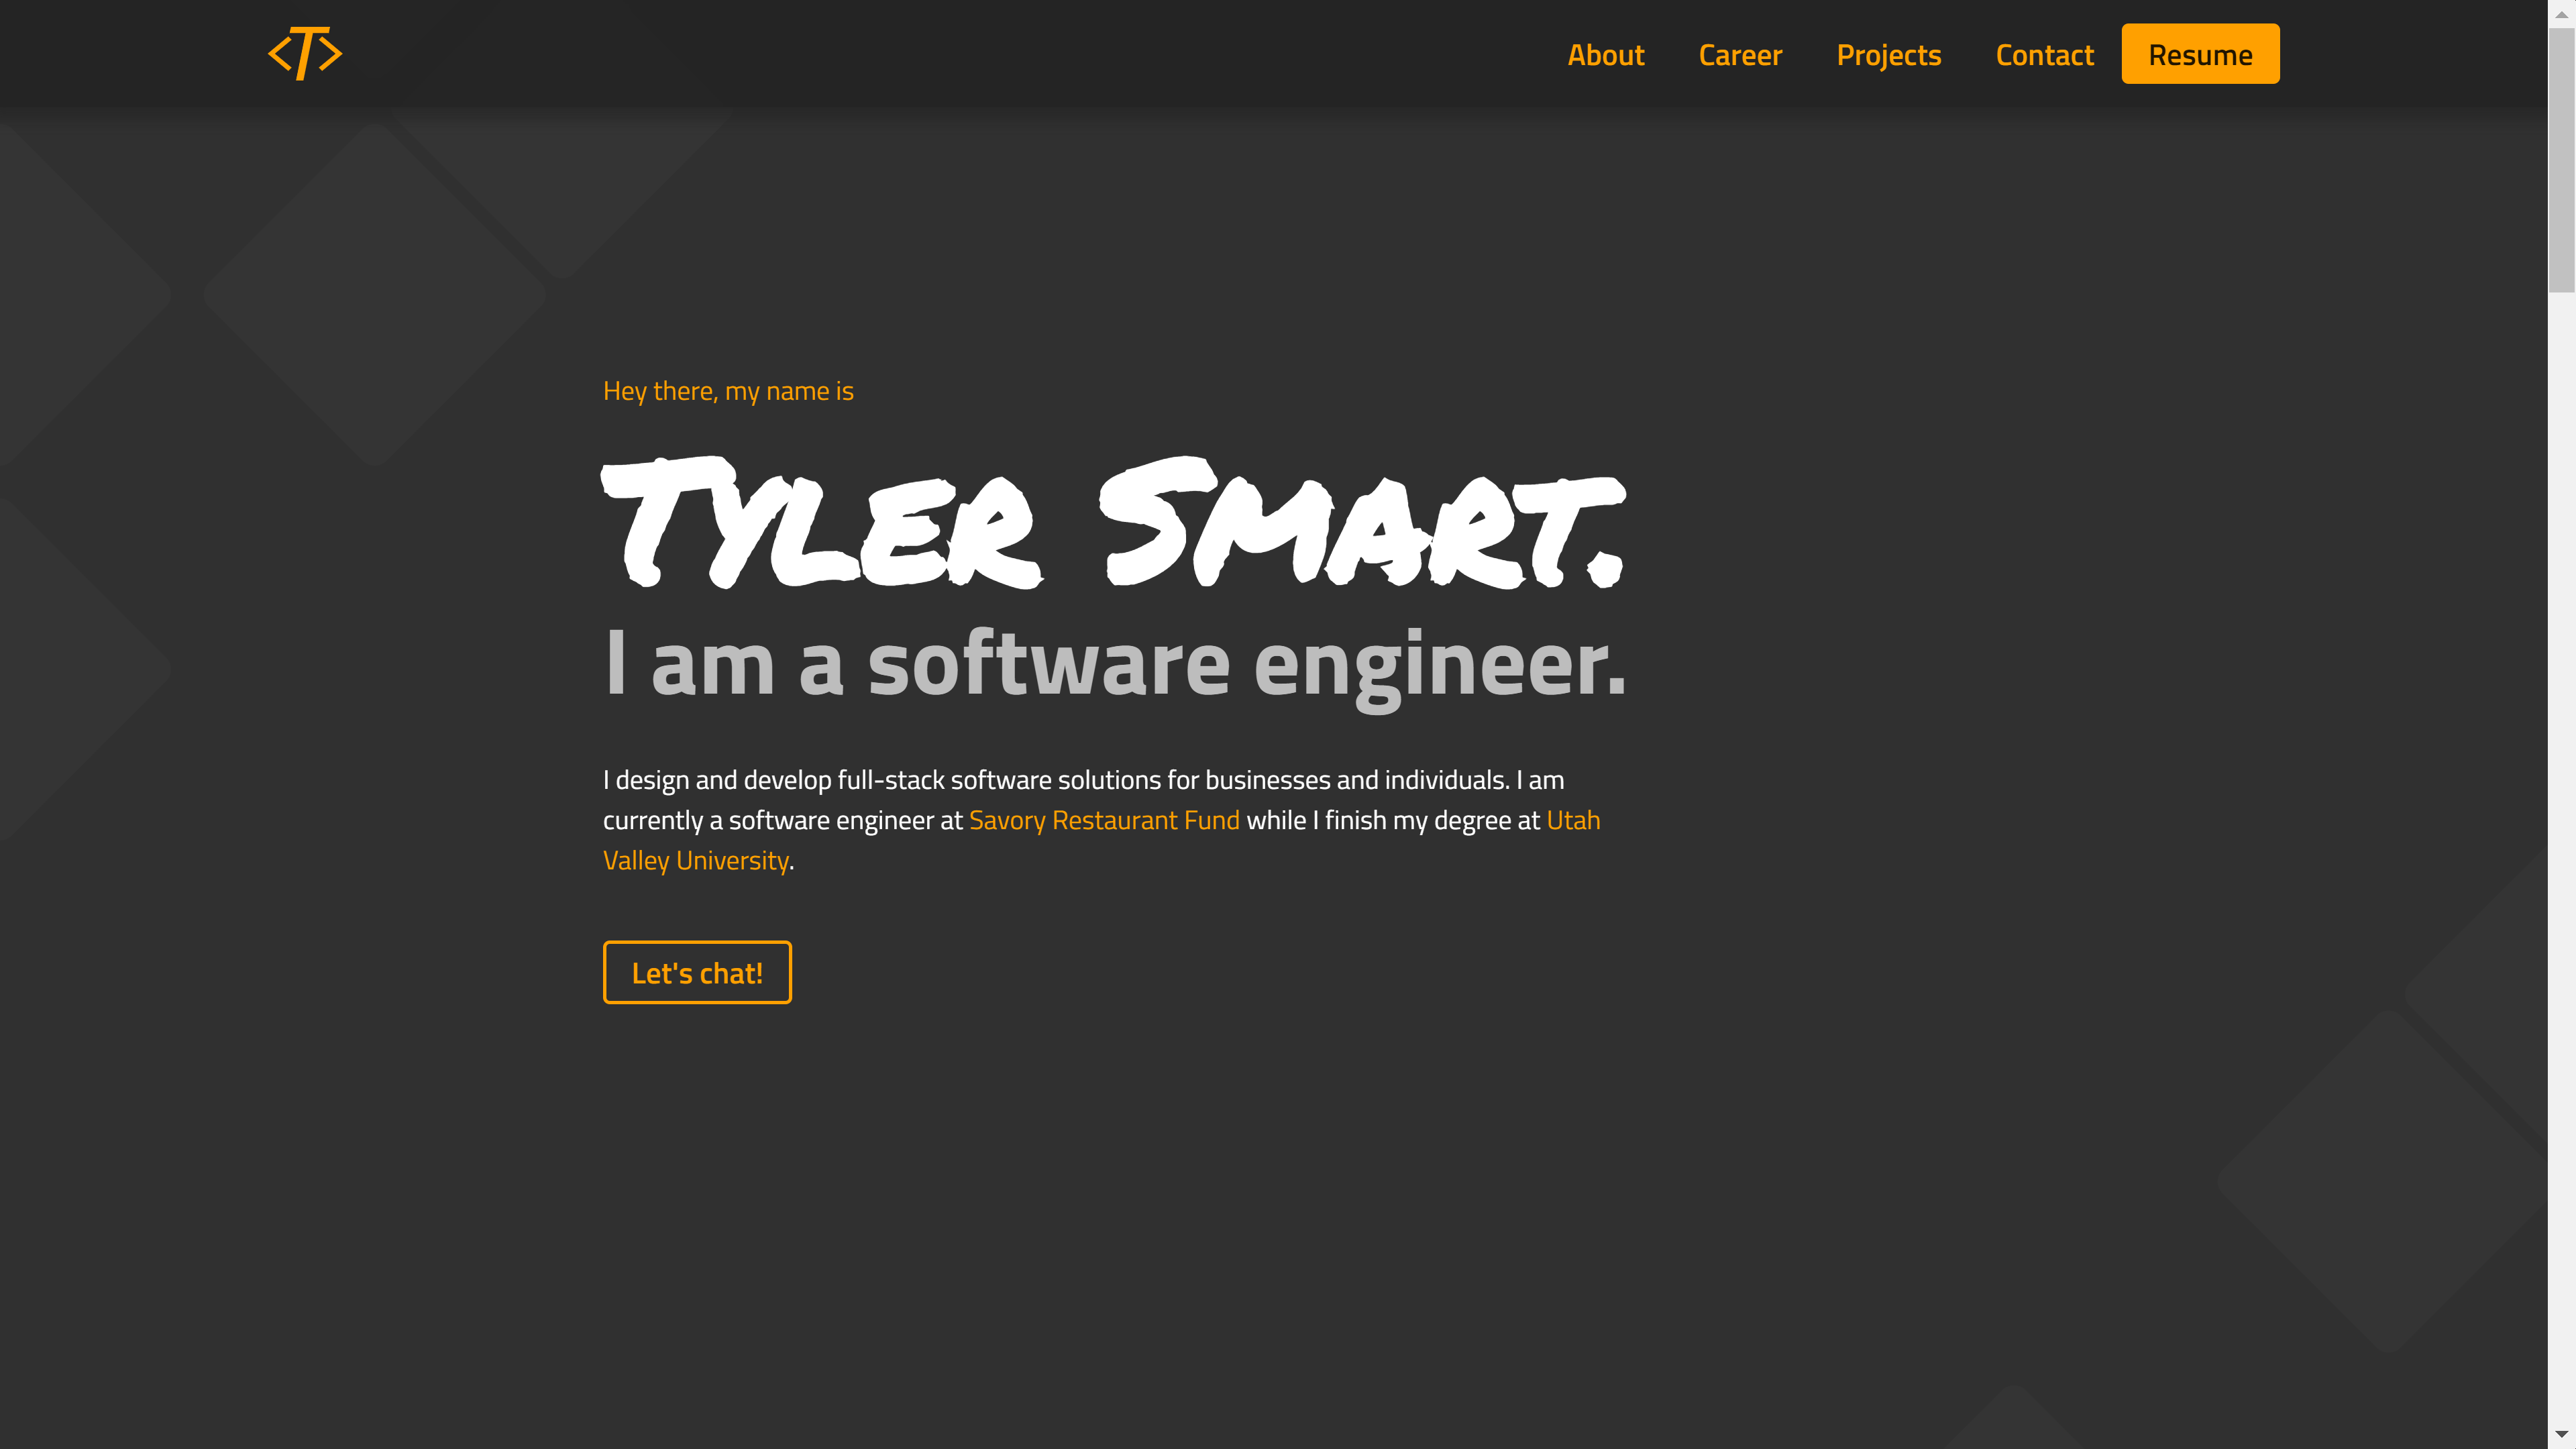 <T>
About Career Projects Contact Resume
Hey there, my name is
Tyler Smart.
I am a software engineer.
I design and develop full-stack software solutions for businesses and individuals. I am
currently a software engineer at Savory Restaurant Fund while I finish my degree at Utah
Valley University.
Let's chat!